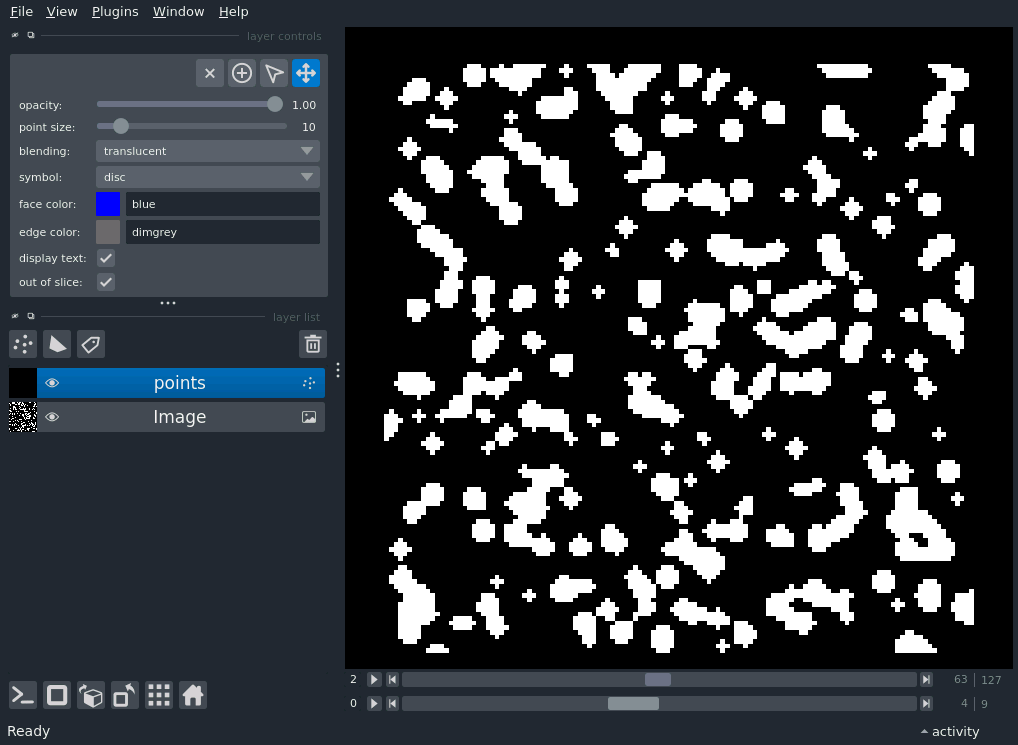 File View Plugins Window Help
layer controls
opacity: 1.00
point size: 10
blending: translucent
symbol: disc
face color: blue
edge color: dimgrey
display text:
out of slice:
layer list
points
Image
2 63 127
0 4 9
Ready activity